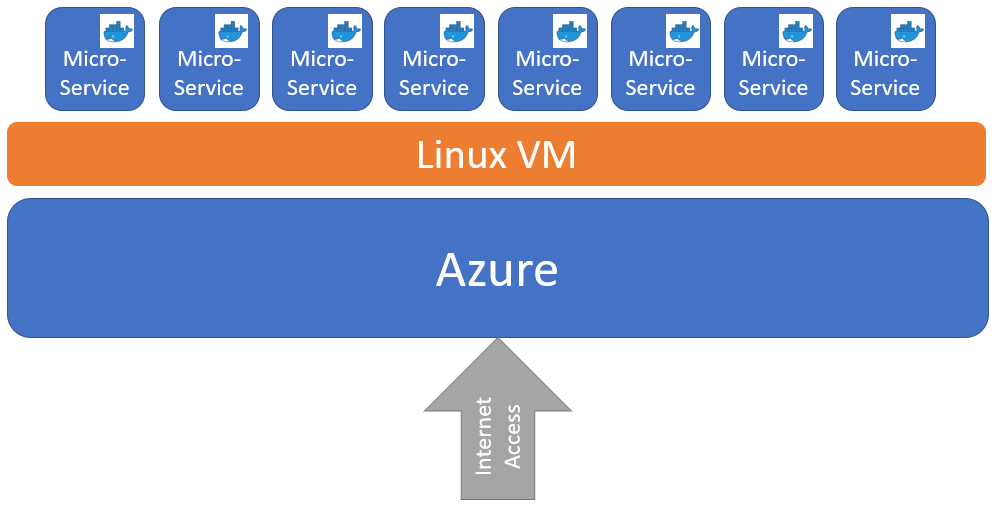 Micro-
Service
Micro-
Service
Micro-
Service
Micro-
Service
Micro-
Service
Micro-
Service
Micro-
Service
Micro-
Service
Linux VM
Azure
Internet
Access